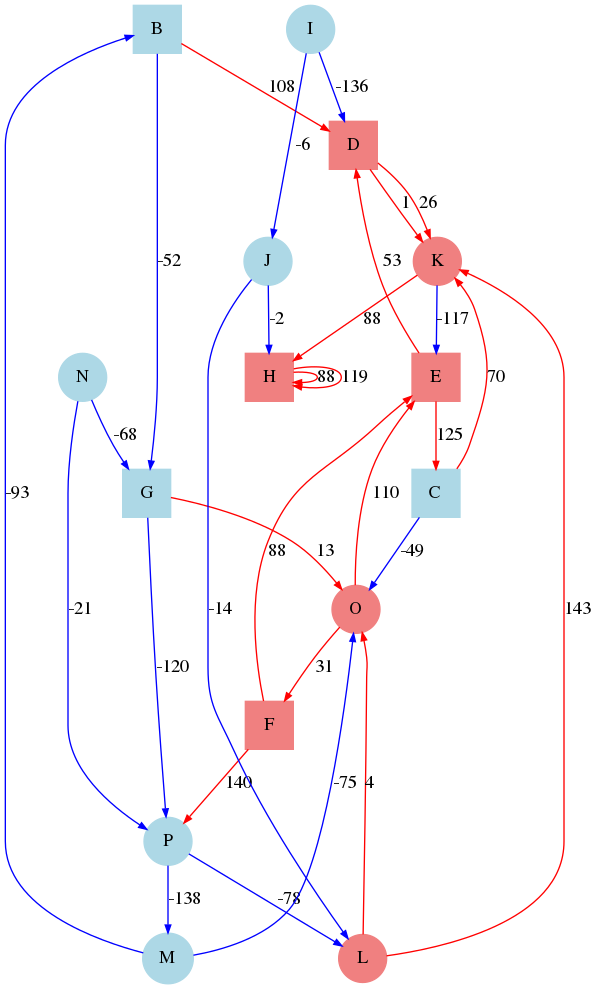 B I
108 -136
-6
D
1 26
-52 J 53 K
-2 88 -117
N H 88 119 E 70
-68 125
-93 G C
13 110 -49
88
-21 -14 O 143
-120 31
F
140 -75 4
P
-138 -78
M L